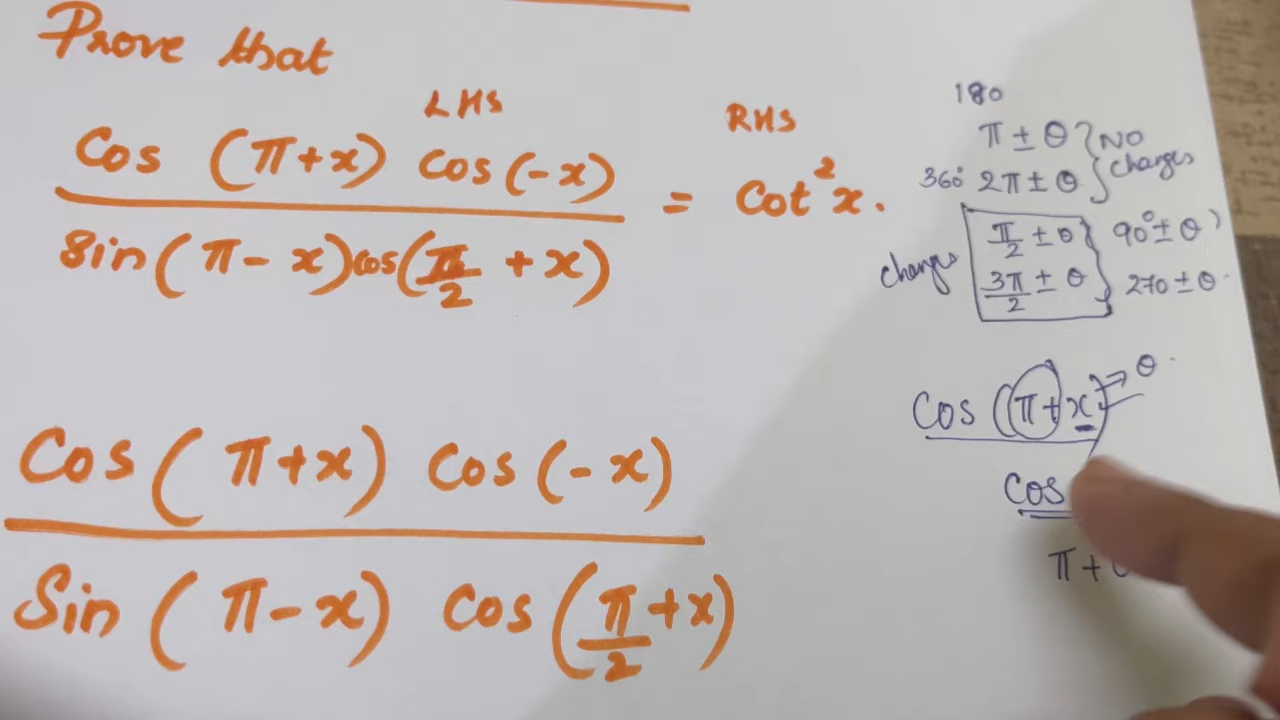 Prove that
LHS
RHS
Cos (π+x) cos(-x)
= Cot²x.
Sin(π-x)cos(π/2 +x)
Cos(π+x) Cos(-x)
Sin(π-x) Cos(π/2+x)
180
π ± θ
360° 2π ± θ
NO changes
π/2 ± θ 90° ± θ
changes
3π/2 ± θ 270 ± θ
Cos(π+x) ⇒ θ
Cos
π+